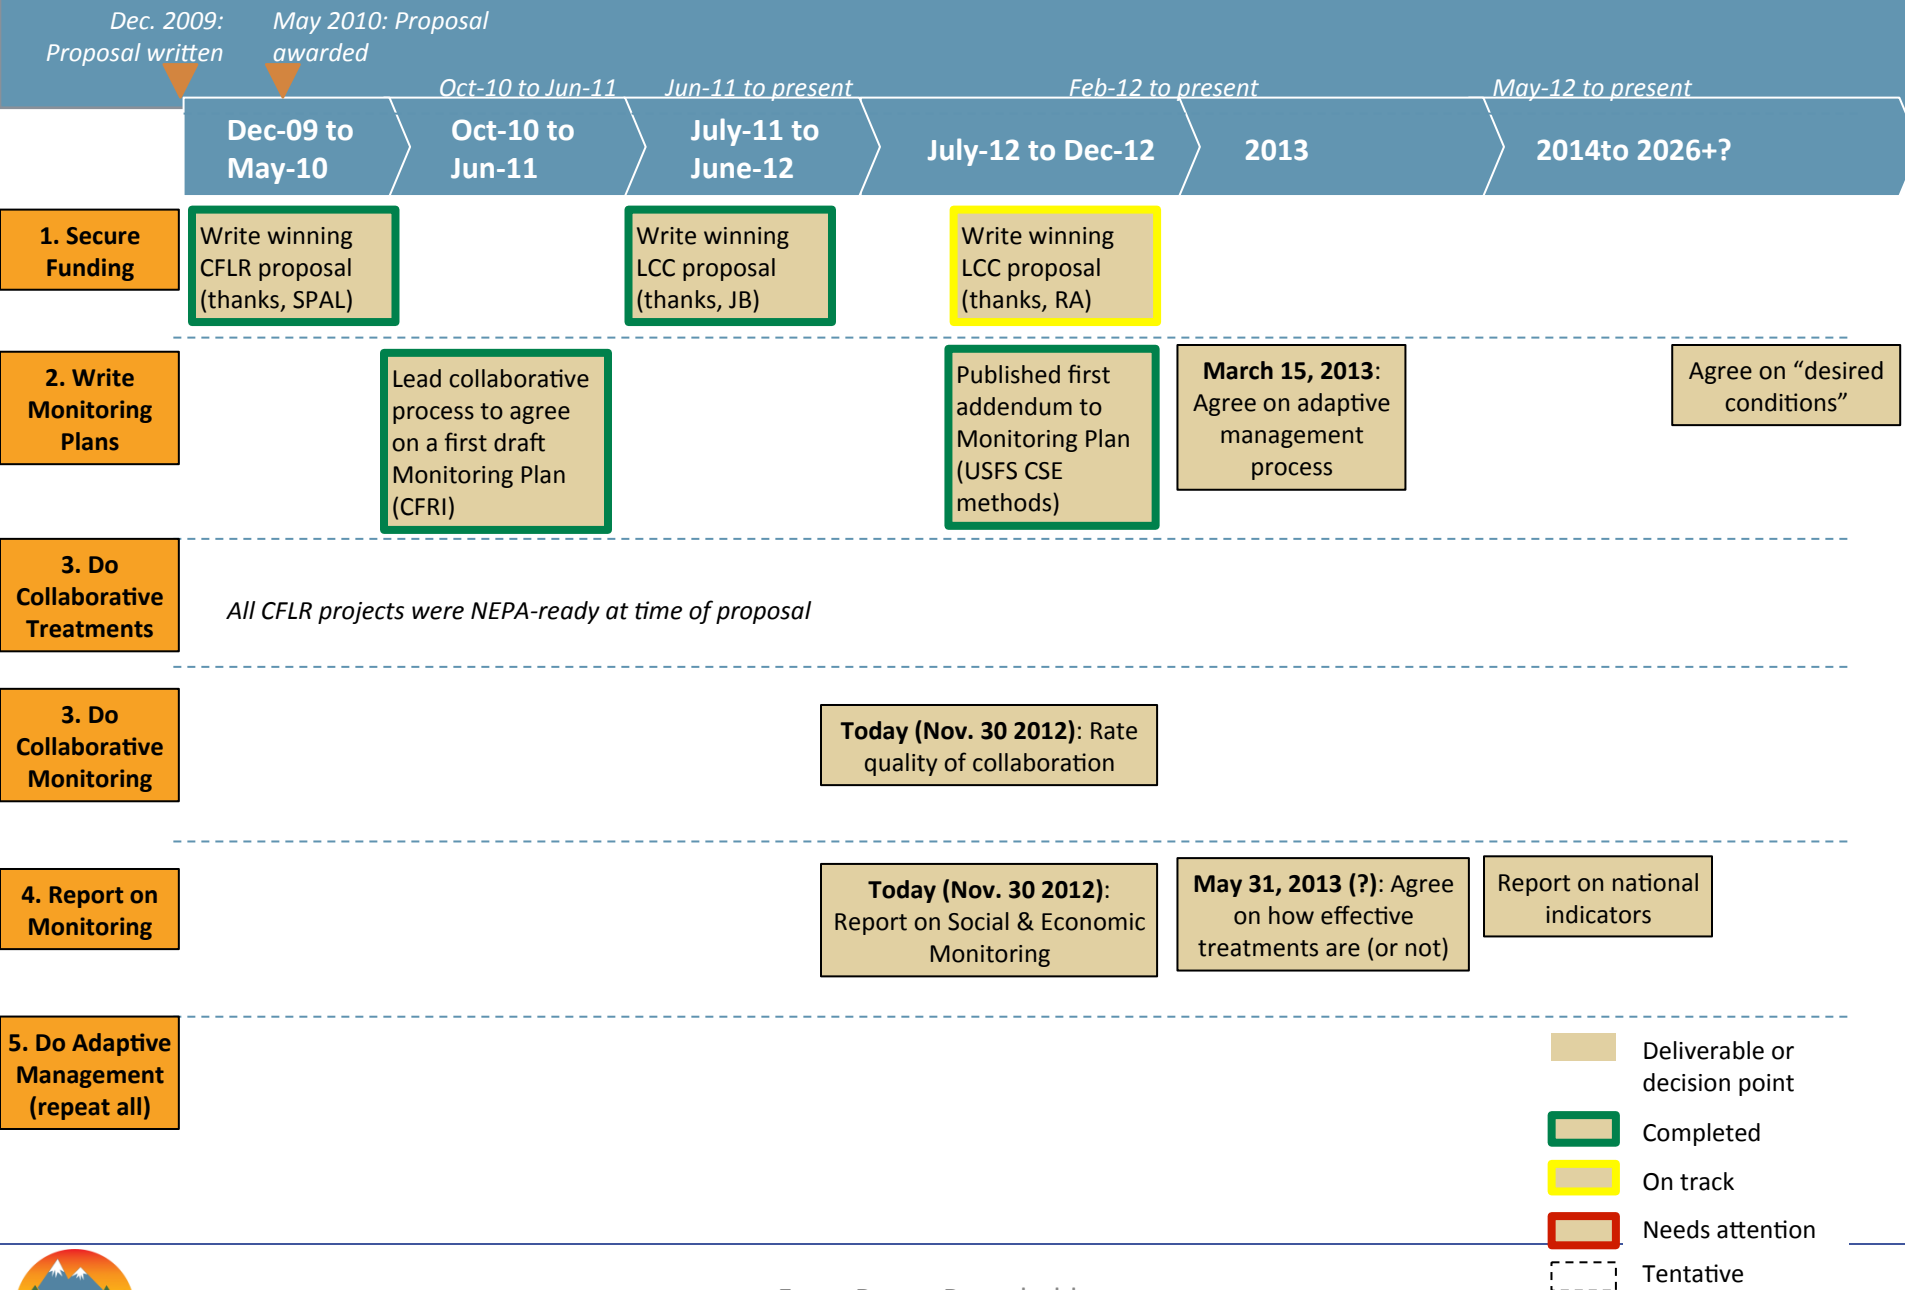 Dec. 2009:
Proposal written
May 2010: Proposal
awarded
Oct-10 to Jun-11
Jun-11 to present
Feb-12 to present
May-12 to present
Dec-09 to
May-10
Oct-10 to
Jun-11
July-11 to
June-12
July-12 to Dec-12
2013
2014to 2026+?
1. Secure
Funding
Write winning
CFLR proposal
(thanks, SPAL)
Write winning
LCC proposal
(thanks, JB)
Write winning
LCC proposal
(thanks, RA)
2. Write
Monitoring
Plans
Lead collaborative
process to agree
on a first draft
Monitoring Plan
(CFRI)
Published first
addendum to
Monitoring Plan
(USFS CSE
methods)
March 15, 2013:
Agree on adaptive
management
process
Agree on “desired
conditions”
3. Do
Collaborative
Treatments
All CFLR projects were NEPA-ready at time of proposal
3. Do
Collaborative
Monitoring
Today (Nov. 30 2012): Rate
quality of collaboration
4. Report on
Monitoring
Today (Nov. 30 2012):
Report on Social & Economic
Monitoring
May 31, 2013 (?): Agree
on how effective
treatments are (or not)
Report on national
indicators
5. Do Adaptive
Management
(repeat all)
Deliverable or
decision point
Completed
On track
Needs attention
Tentative